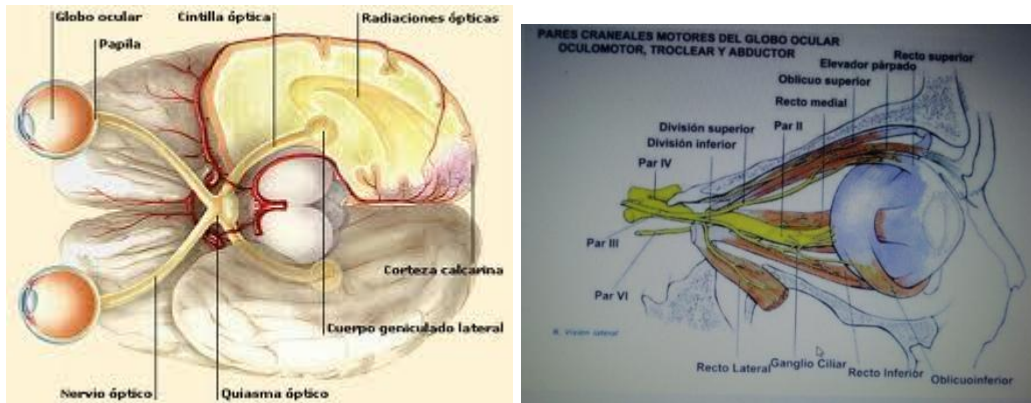 Globo ocular
Cintilla óptica
Radiaciones ópticas
Papila
Corteza calcarina
Cuerpo geniculado lateral
Nervio óptico
Quiasma óptico
PARES CRANEALES MOTORES DEL GLOBO OCULAR
OCULOMOTOR, TROCLEAR Y ABDUCTOR
Recto superior
Elevador párpado
Oblicuo superior
Recto medial
Par II
División superior
División inferior
Par IV
Par III
Par VI
B. Visión lateral
Recto Lateral
Ganglio Ciliar
Recto Inferior
Oblicuoinferior